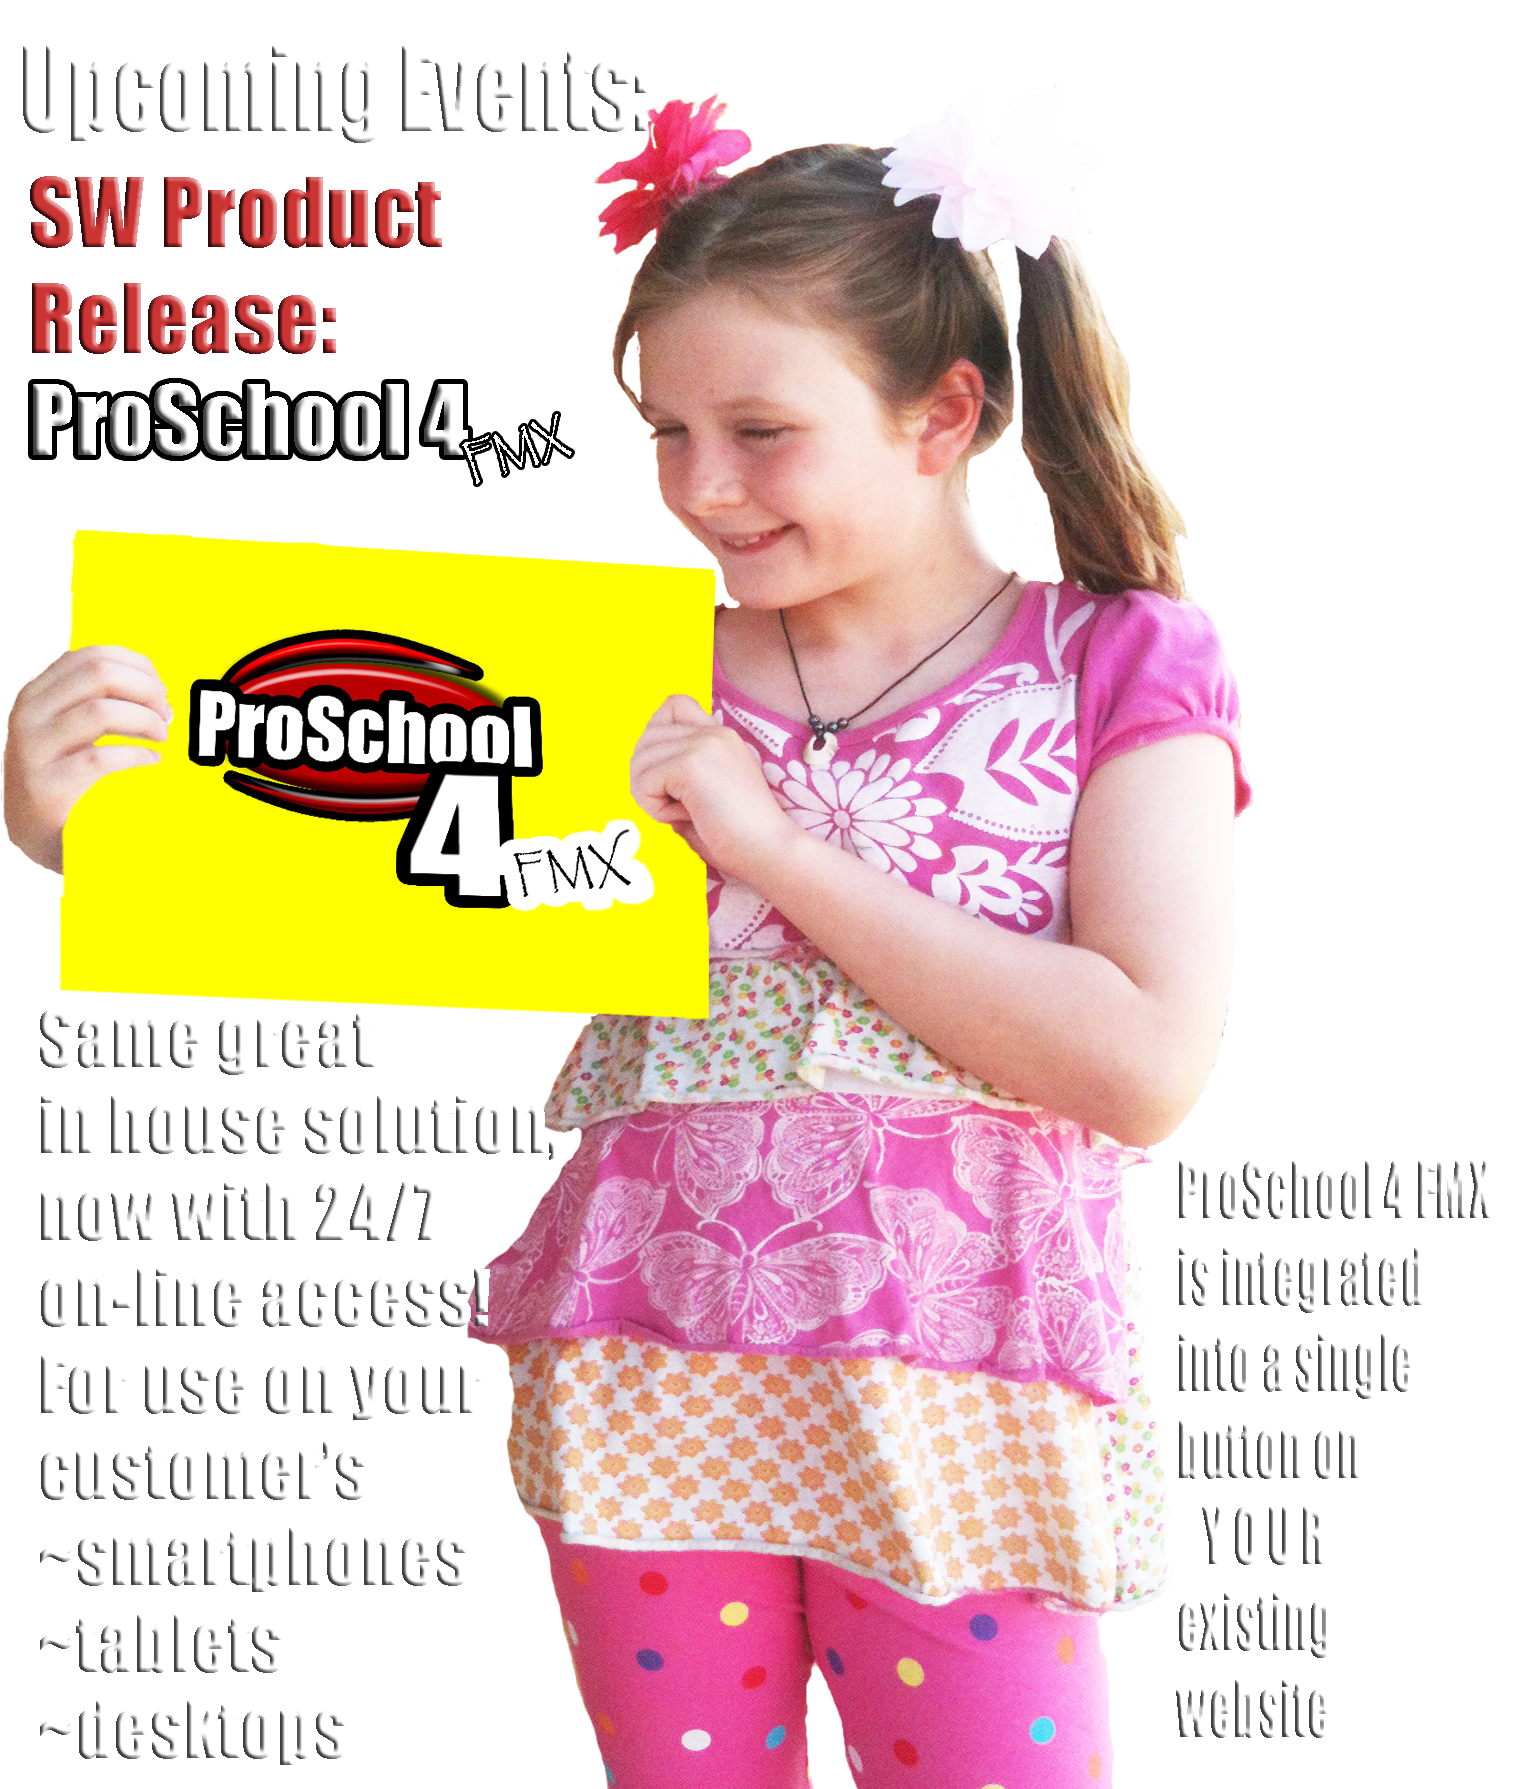 Upcoming Events:
SW Product
Release:
ProSchool 4 FMX
ProSchool
4 FMX
Same great
in house solution,
now with 24/7
on-line access!
For use on your
customer's
~smartphones
~tablets
~desktops
ProSchool 4 FMX
is integrated
into a single
button on
YOUR
existing
website